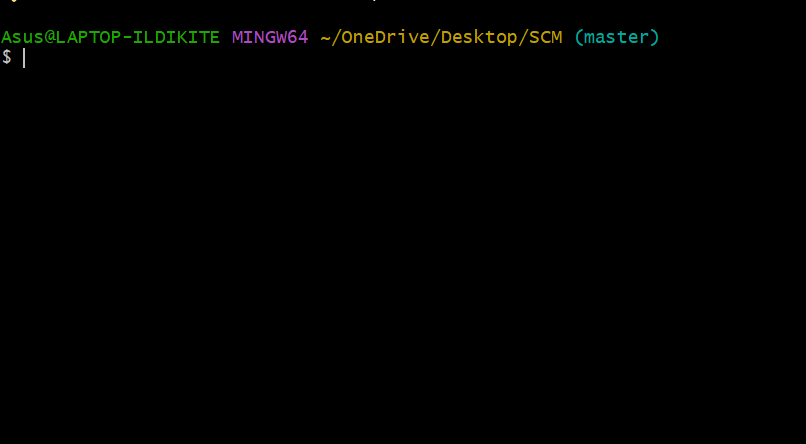 Asus@LAPTOP-ILDIKITE MINGW64 ~/OneDrive/Desktop/SCM (master)
$